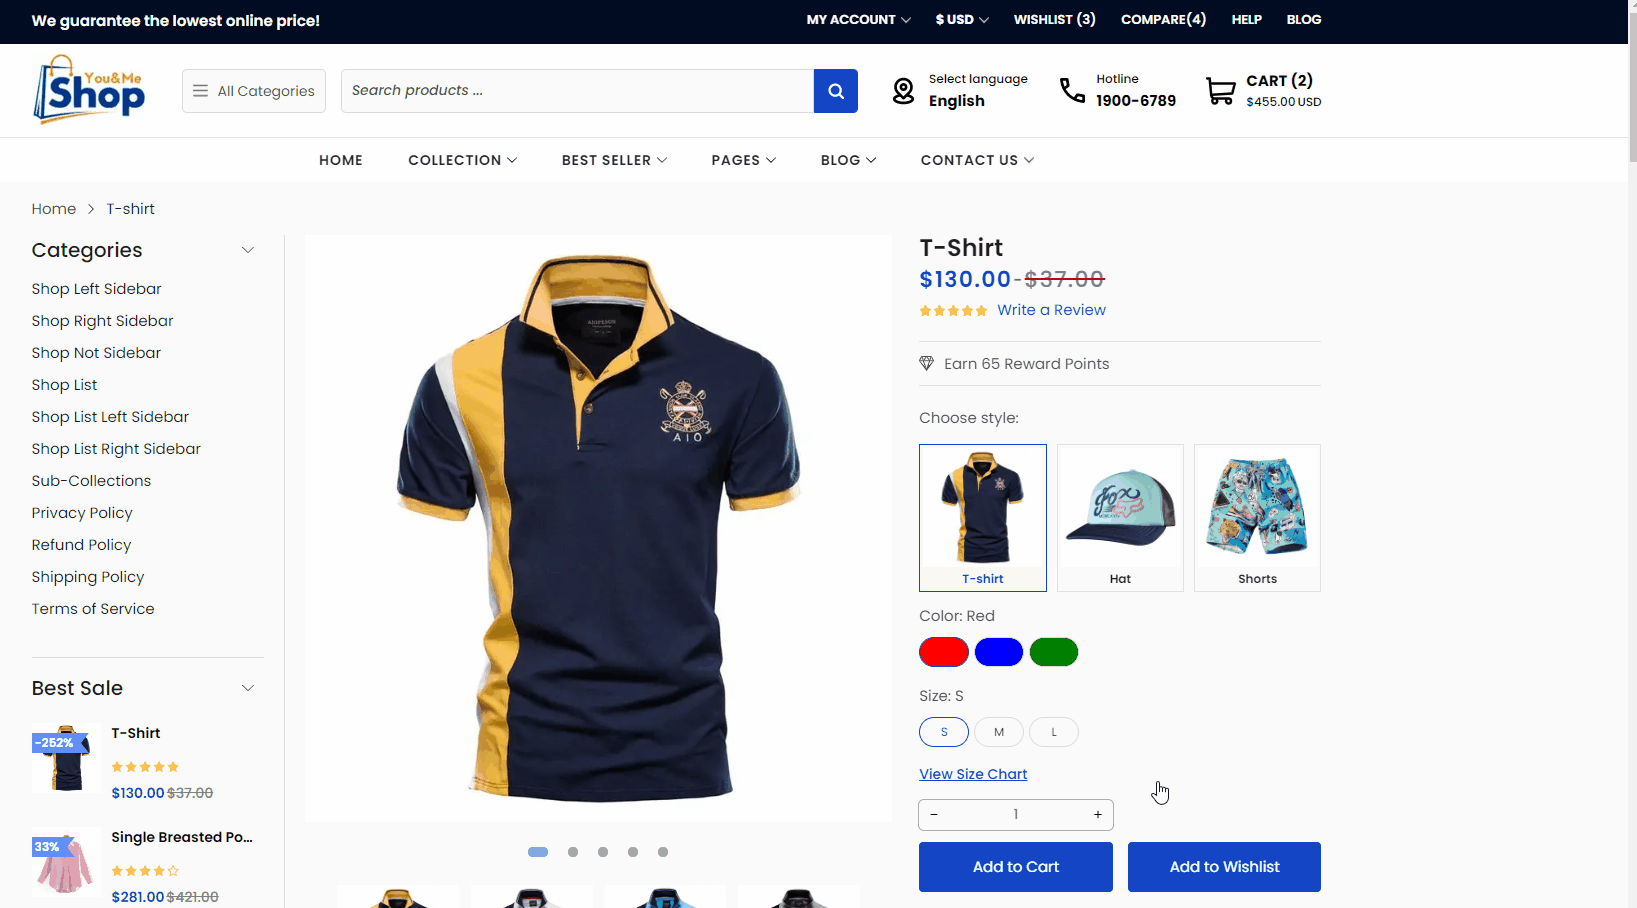 We guarantee the lowest online price!
MY ACCOUNT
$ USD
WISHLIST (3)
COMPARE(4)
HELP
BLOG
You&Me
Shop
All Categories
Search products ...
Select language
English
Hotline
1900-6789
CART (2)
$455.00 USD
HOME
COLLECTION
BEST SELLER
PAGES
BLOG
CONTACT US
Home
T-shirt
Categories
Shop Left Sidebar
Shop Right Sidebar
Shop Not Sidebar
Shop List
Shop List Left Sidebar
Shop List Right Sidebar
Sub-Collections
Privacy Policy
Refund Policy
Shipping Policy
Terms of Service
Best Sale
-252%
T-Shirt
$130.00 $37.00
33%
Single Breasted Po...
$281.00 $421.00
AIO
T-Shirt
$130.00-$37.00
Write a Review
Earn 65 Reward Points
Choose style:
T-shirt
Fox
Hat
Shorts
Color: Red
Size: S
S
M
L
View Size Chart
- 1 +
Add to Cart
Add to Wishlist